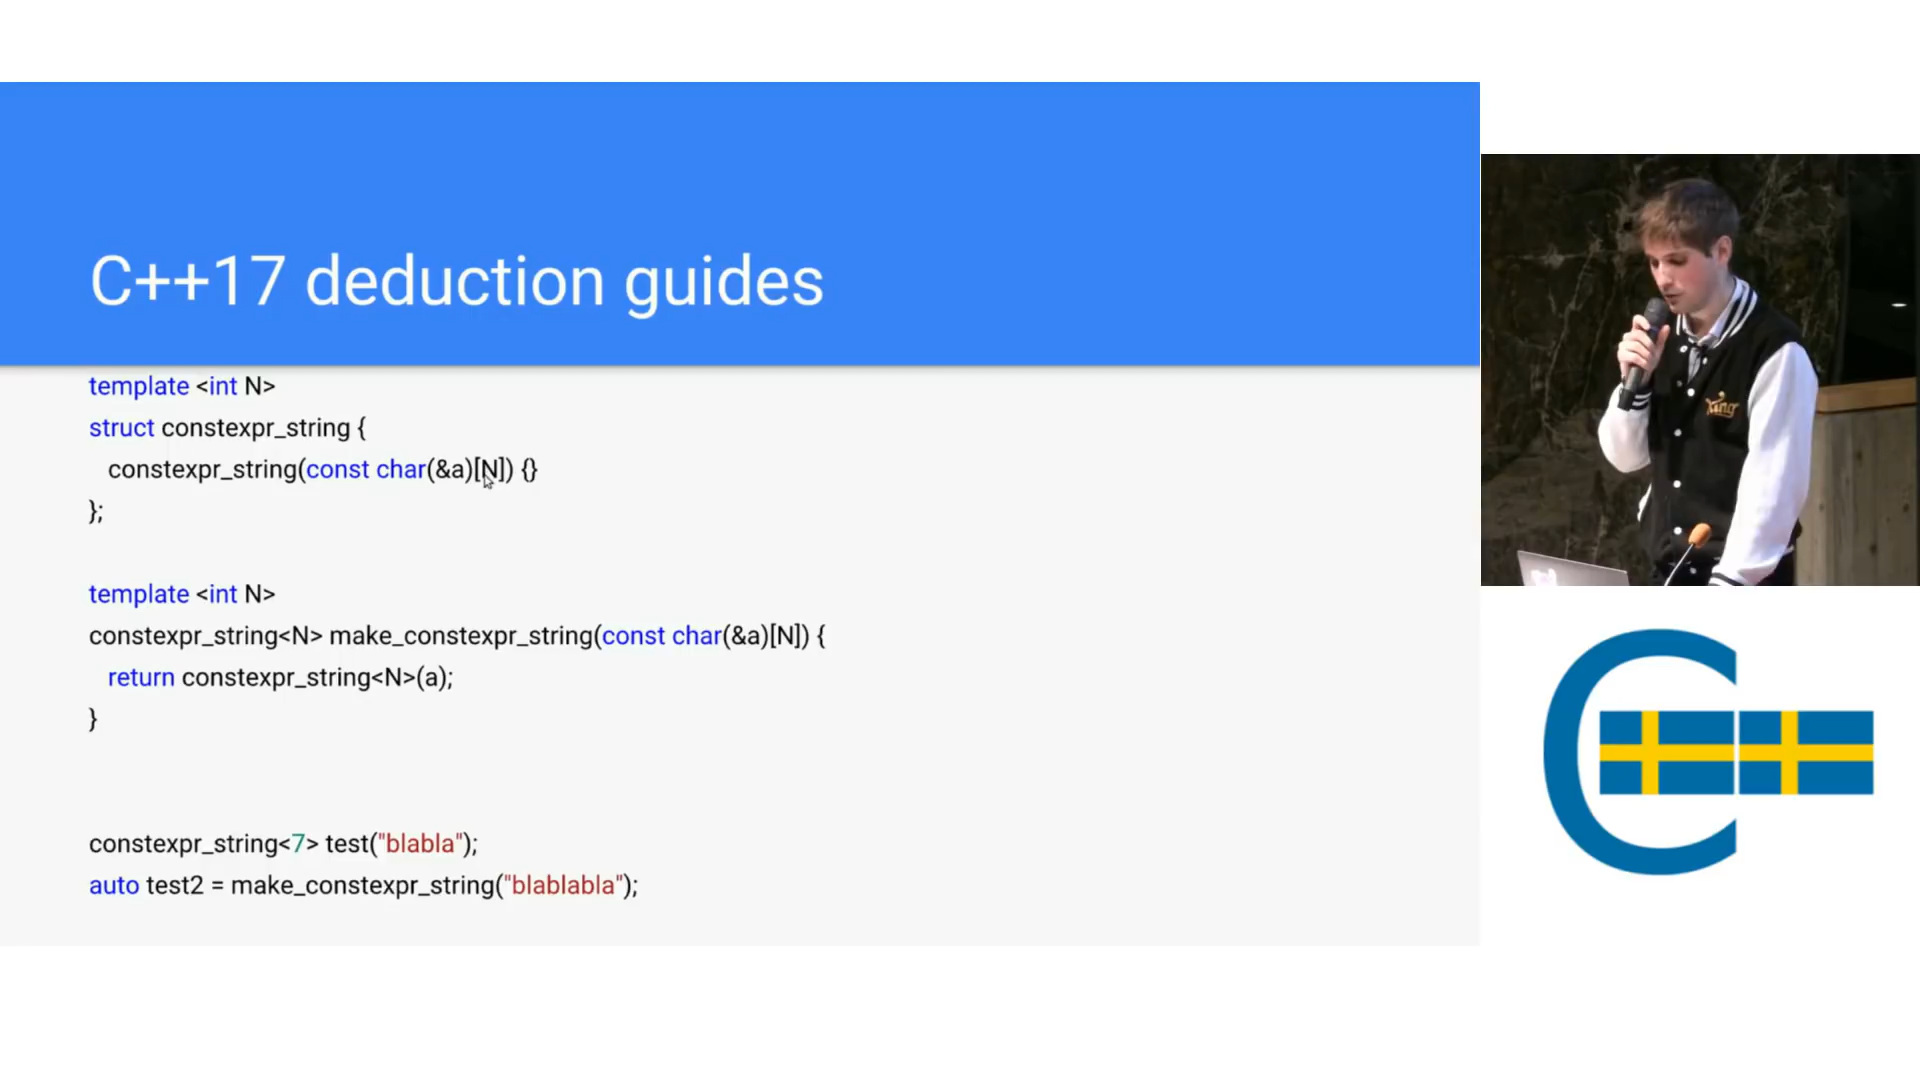 C++17 deduction guides
template <int N>
struct constexpr_string {
constexpr_string(const char(&a)[N]) {}
};
template <int N>
constexpr_string<N> make_constexpr_string(const char(&a)[N]) {
return constexpr_string<N>(a);
}
constexpr_string<7> test("blabla");
auto test2 = make_constexpr_string("blablabla");
King
C